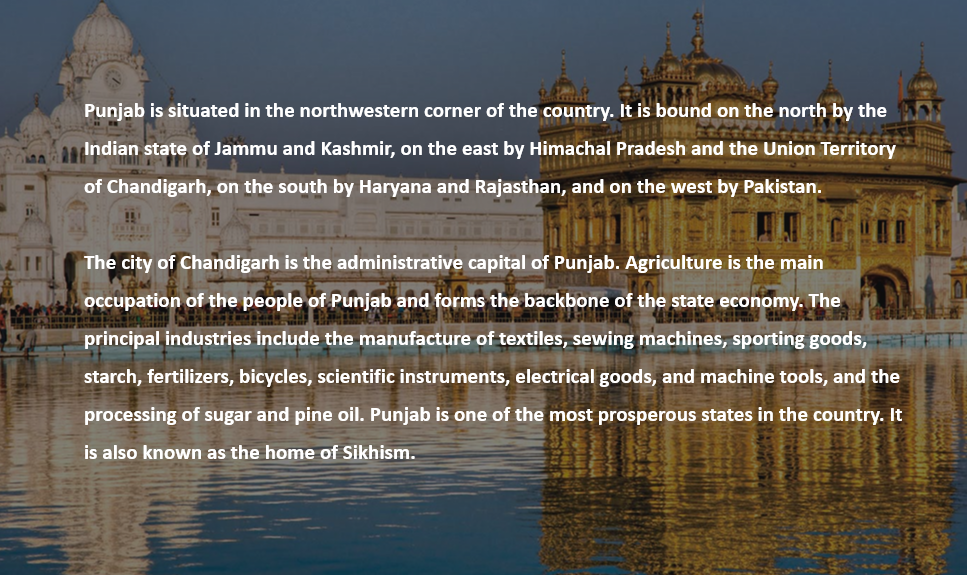 Punjab is situated in the northwestern corner of the country. It is bound on the north by the
Indian state of Jammu and Kashmir, on the east by Himachal Pradesh and the Union Territory
of Chandigarh, on the south by Haryana and Rajasthan, and on the west by Pakistan.
The city of Chandigarh is the administrative capital of Punjab. Agriculture is the main
occupation of the people of Punjab and forms the backbone of the state economy. The
principal industries include the manufacture of textiles, sewing machines, sporting goods,
starch, fertilizers, bicycles, scientific instruments, electrical goods, and machine tools, and the
processing of sugar and pine oil. Punjab is one of the most prosperous states in the country. It
is also known as the home of Sikhism.